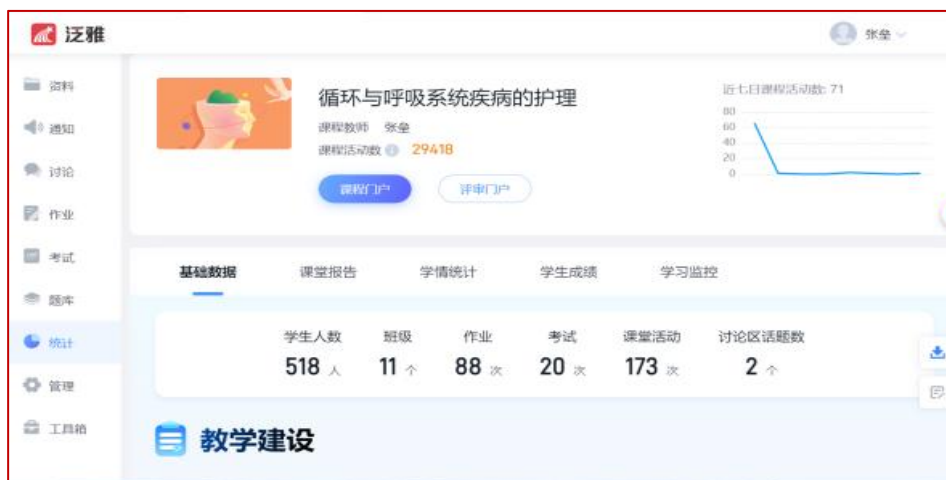 泛雅
张垒
资料
通知
讨论
作业
考试
题库
统计
管理
工具箱
循环与呼吸系统疾病的护理
课程教师 张垒
课程活动数 29418
课程门户
评审门户
近七日课程活动数: 71
80
60
40
20
0
基础数据 课堂报告 学情统计 学生成绩 学习监控
学生人数 班级 作业 考试 课堂活动 讨论区话题数
518 人 11 个 88 次 20 次 173 次 2 个
教学建设